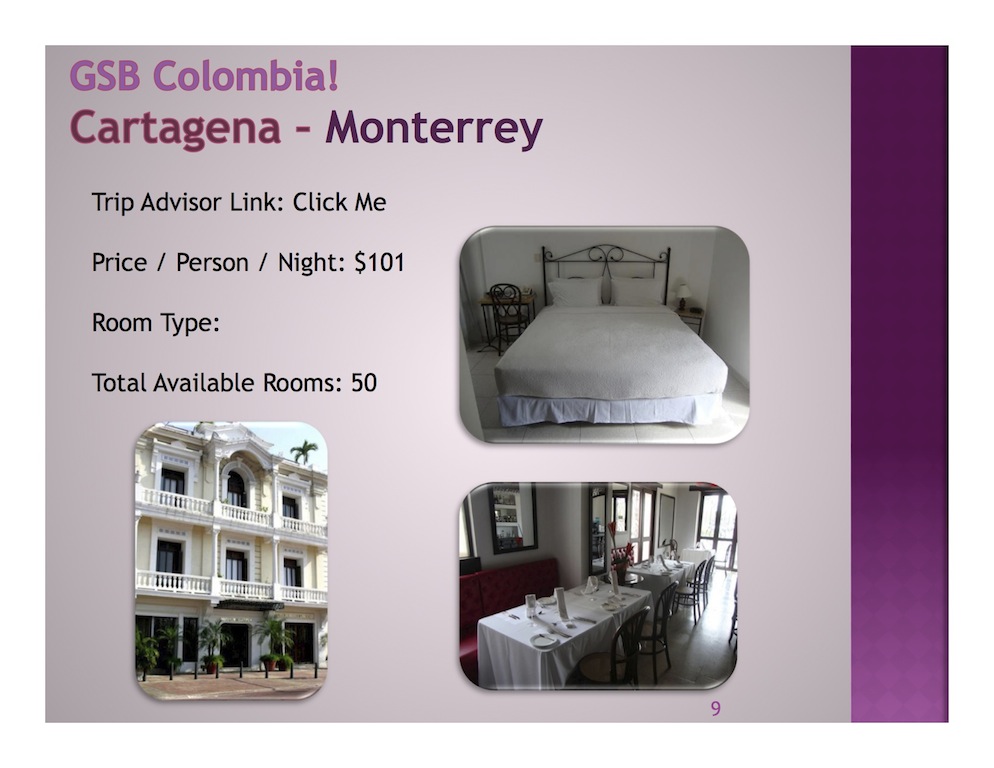 GSB Colombia!
Cartagena – Monterrey
Trip Advisor Link: Click Me
Price / Person / Night: $101
Room Type:
Total Available Rooms: 50
9